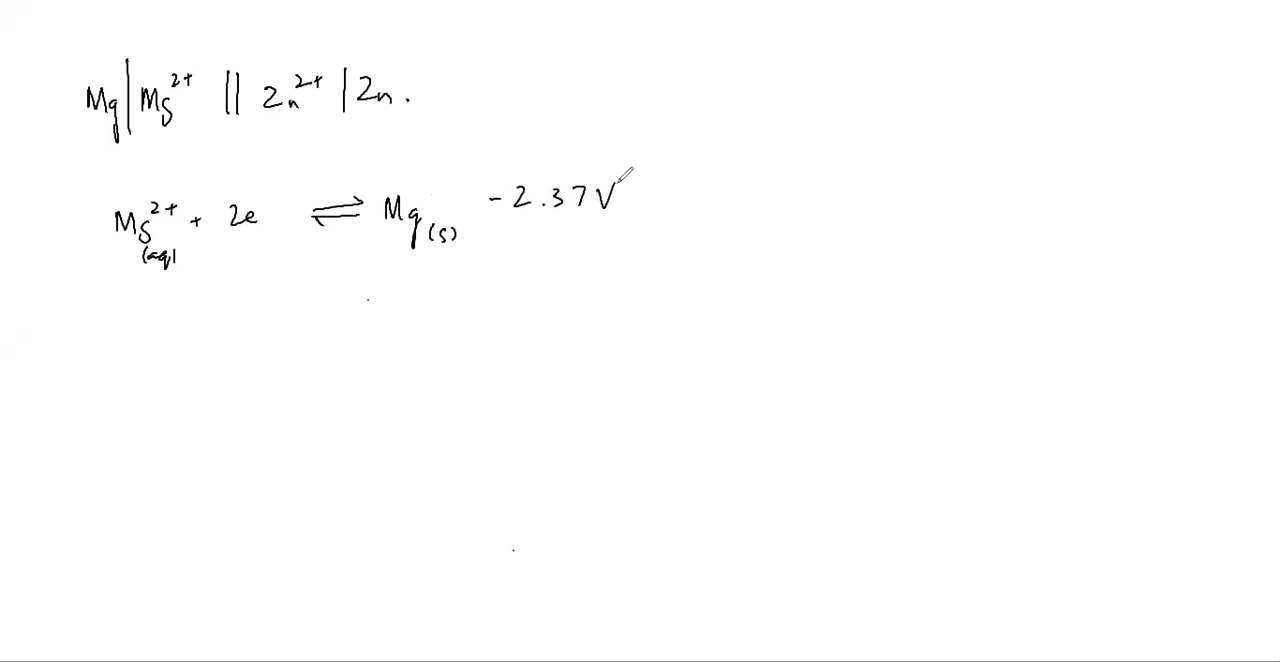 Mg|Mg²⁺ || Zn²⁺ |Zn.
Mg²⁺(aq) + 2e ⇌ Mg(s) -2.37V